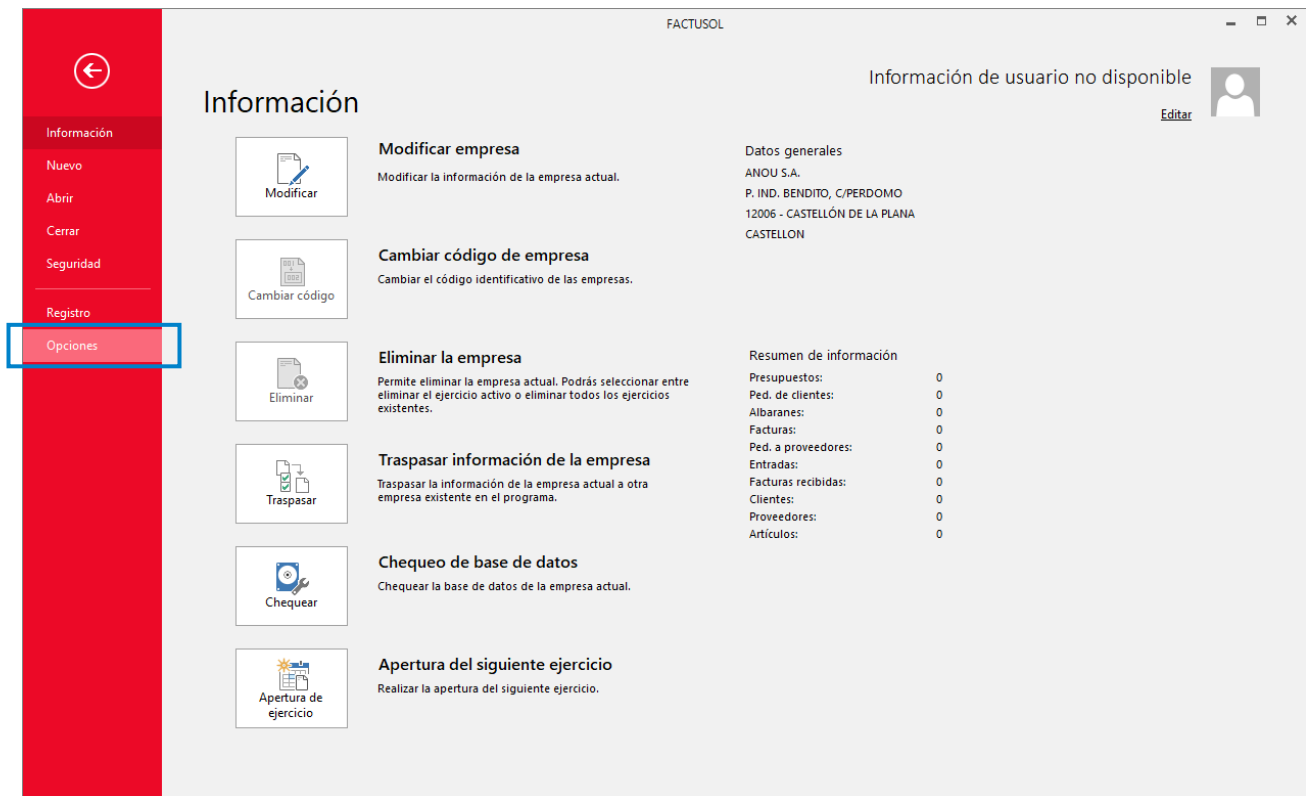 FACTUSOL
Información de usuario no disponible
Editar
Información
Información
Nuevo
Abrir
Cerrar
Seguridad
Registro
Opciones
Modificar
Modificar empresa
Modificar la información de la empresa actual.
Cambiar código
Cambiar código de empresa
Cambiar el código identificativo de las empresas.
Eliminar
Eliminar la empresa
Permite eliminar la empresa actual. Podrás seleccionar entre
eliminar el ejercicio activo o eliminar todos los ejercicios
existentes.
Traspasar
Traspasar información de la empresa
Traspasar la información de la empresa actual a otra
empresa existente en el programa.
Chequear
Chequeo de base de datos
Chequear la base de datos de la empresa actual.
Apertura de
ejercicio
Apertura del siguiente ejercicio
Realizar la apertura del siguiente ejercicio.
Datos generales
ANOU S.A.
P. IND. BENDITO, C/PERDOMO
12006 - CASTELLÓN DE LA PLANA
CASTELLON
Resumen de información
Presupuestos: 0
Ped. de clientes: 0
Albaranes: 0
Facturas: 0
Ped. a proveedores: 0
Entradas: 0
Facturas recibidas: 0
Clientes: 0
Proveedores: 0
Artículos: 0